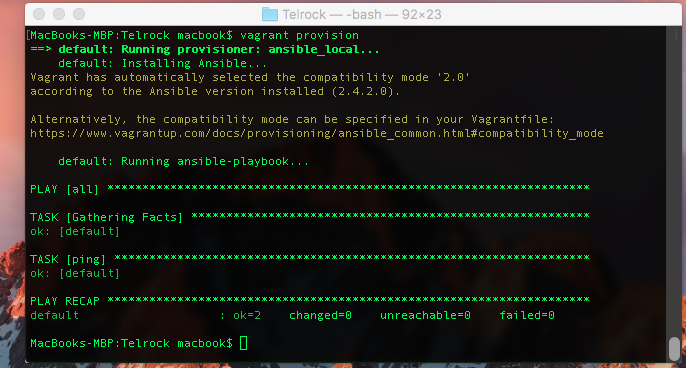 Telrock — -bash — 92×23
[MacBooks-MBP:Telrock macbook$ vagrant provision
==> default: Running provisioner: ansible_local...
    default: Installing Ansible...
Vagrant has automatically selected the compatibility mode '2.0'
according to the Ansible version installed (2.4.2.0).
Alternatively, the compatibility mode can be specified in your Vagrantfile:
https://www.vagrantup.com/docs/provisioning/ansible_common.html#compatibility_mode
    default: Running ansible-playbook...
PLAY [all] *********************************************************************
TASK [Gathering Facts] *********************************************************
ok: [default]
TASK [ping] ********************************************************************
ok: [default]
PLAY RECAP *********************************************************************
default                    : ok=2    changed=0    unreachable=0    failed=0
MacBooks-MBP:Telrock macbook$